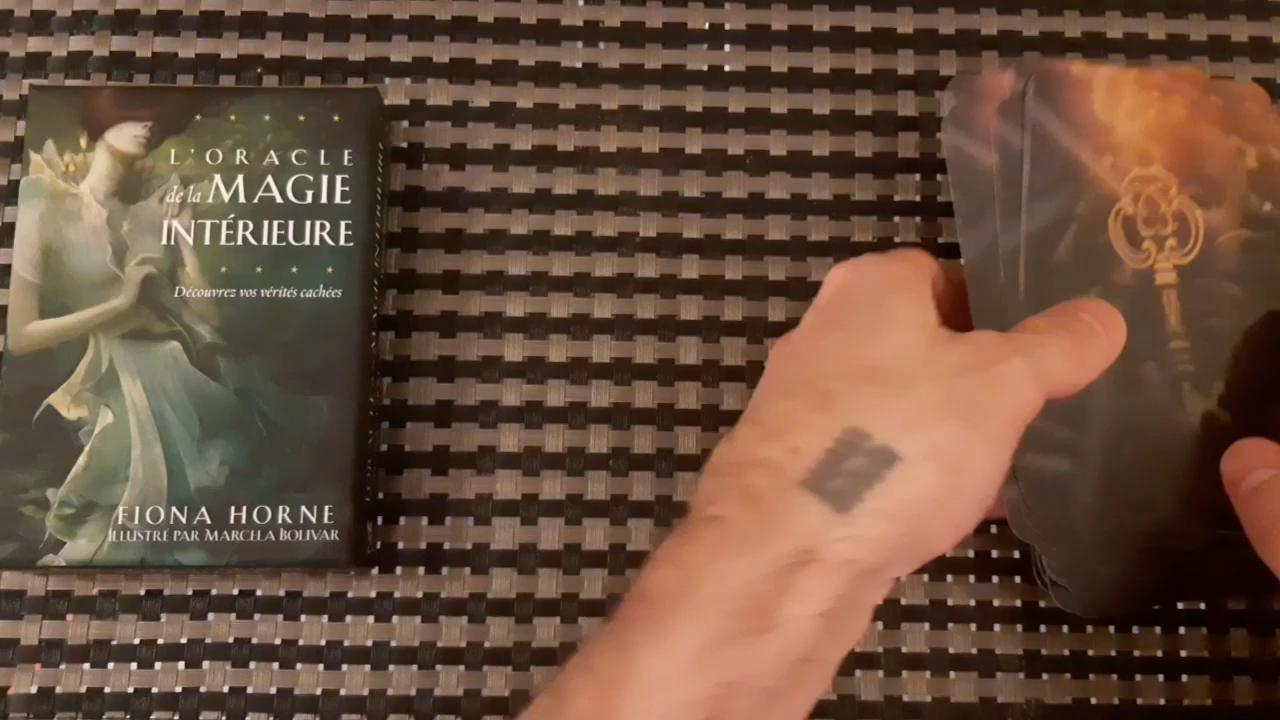 L'ORACLE
de la MAGIE
INTÉRIEURE
Découvrez vos vérités cachées
FIONA HORNE
ILLUSTRÉ PAR MARCELA BOLIVAR